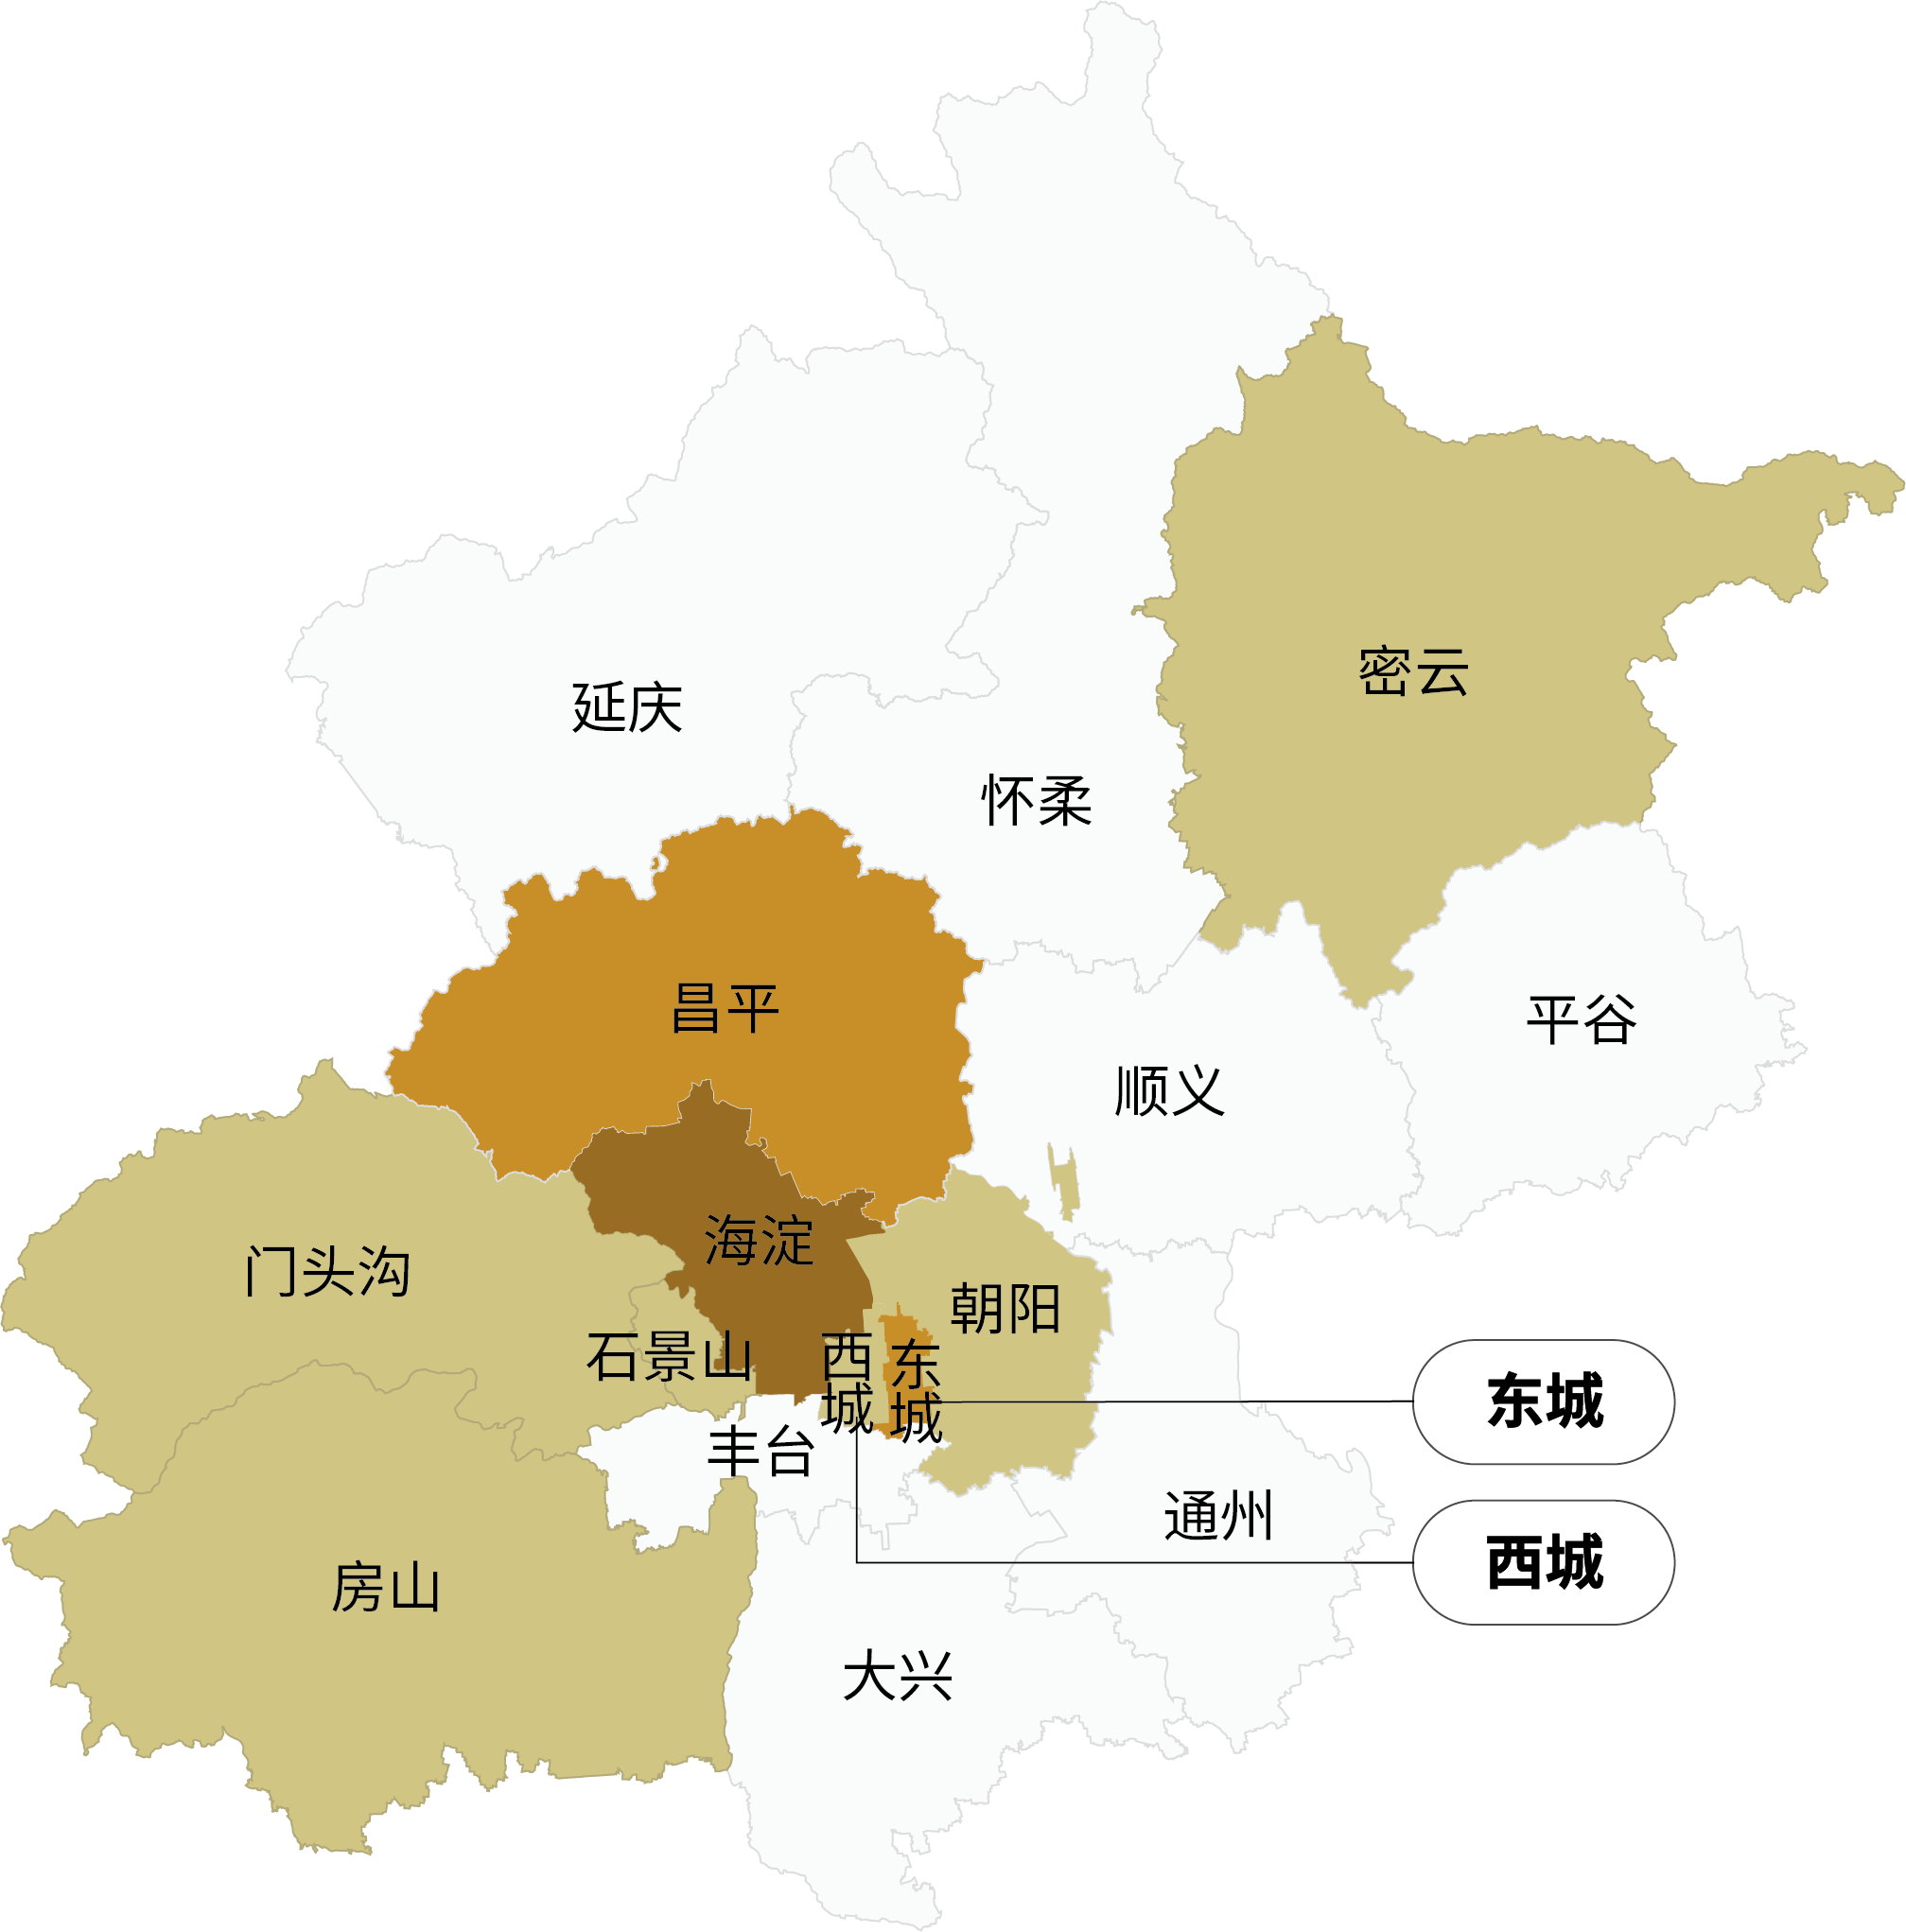 密云
延庆
怀柔
昌平
平谷
顺义
海淀
门头沟
朝阳
石景山
西城
东城
东城
丰台
通州
西城
房山
大兴